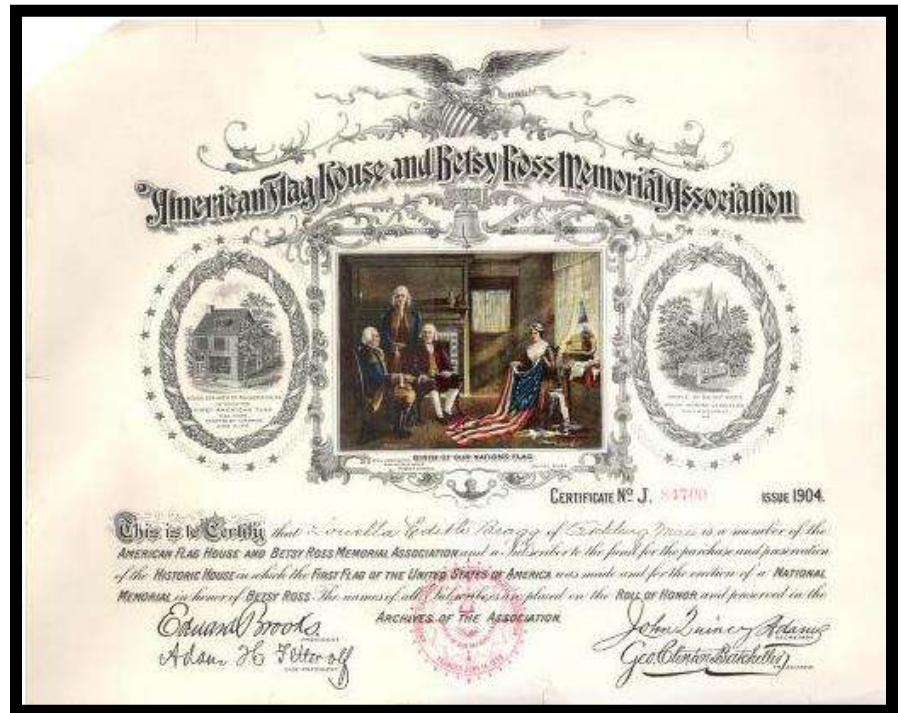 American Flag House and Betsy Ross Memorial Association
FIRST AMERICAN FLAG
BIRTH OF OUR NATION'S FLAG
CERTIFICATE Nº J. 84700 ISSUE 1904.
This is to Certify that Louella Edith Bragg of Mass is a member of the
AMERICAN FLAG HOUSE AND BETSY ROSS MEMORIAL ASSOCIATION and a Subscriber to the fund for the purchase and preservation
of the HISTORIC HOUSE in which the FIRST FLAG OF THE UNITED STATES OF AMERICA was made and for the erection of a NATIONAL
MEMORIAL in honor of BETSY ROSS. The names of all Subscribers are placed on the ROLL OF HONOR and preserved in the
ARCHIVES OF THE ASSOCIATION.
Edward Brooks. John Quincy Adams
PRESIDENT SECRETARY
Adam H Fetterolf Geo. Clinton Batcheller
VICE-PRESIDENT TREASURER